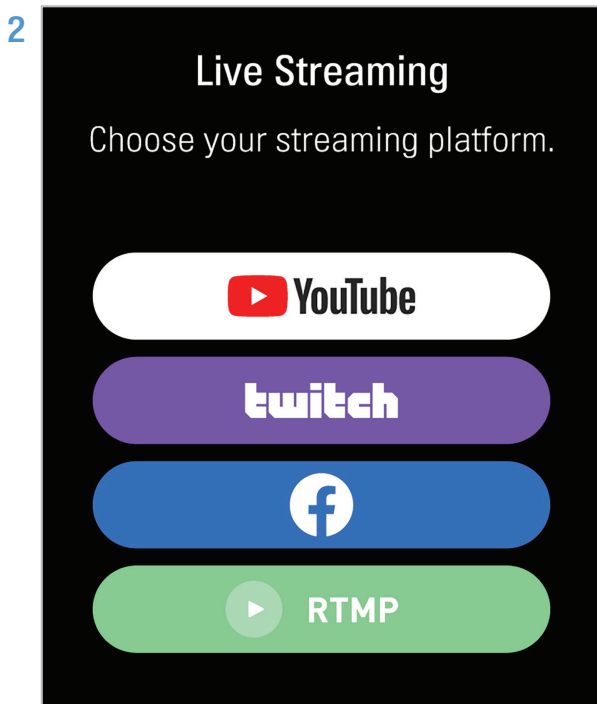 2
Live Streaming
Choose your streaming platform.
YouTube
twitch
RTMP